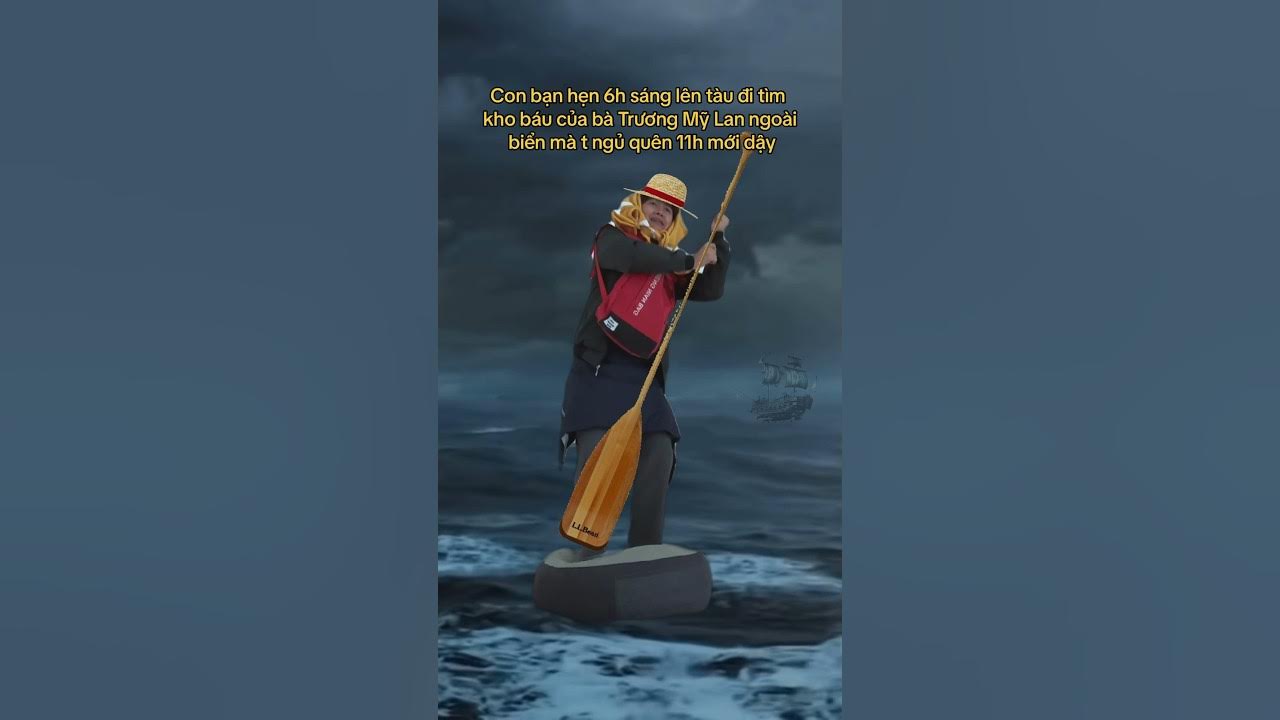 Con bạn hẹn 6h sáng lên tàu đi tìm
kho báu của bà Trương Mỹ Lan ngoài
biển mà t ngủ quên 11h mới dậy
L.L.Bean